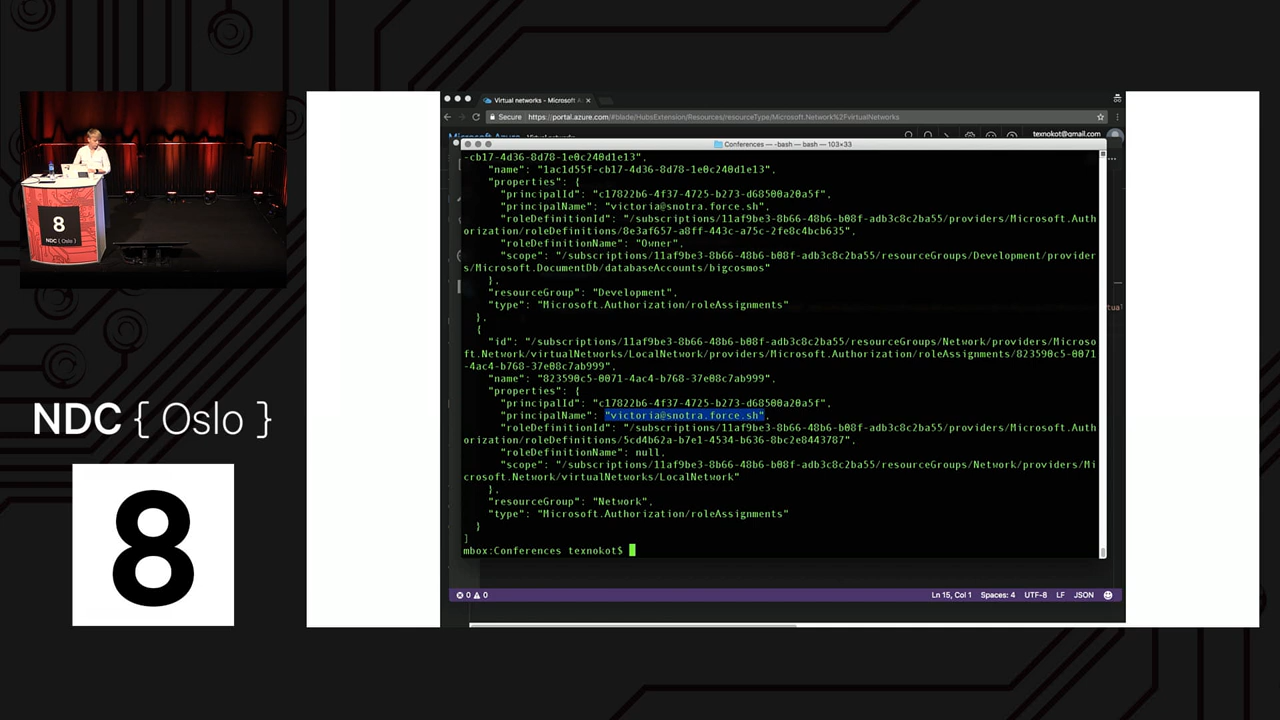 Virtual networks - Microsoft A
Secure https://portal.azure.com/#blade/HubsExtension/Resources/resourceType/Microsoft.Network%2FvirtualNetworks
texnokot@gmail.com
Conferences — -bash — bash — 103×33
-cb17-4d36-8d78-1e0c240d1e13",
"name": "1ac1d55f-cb17-4d36-8d78-1e0c240d1e13",
"properties": {
"principalId": "c17822b6-4f37-4725-b273-d68500a20a5f",
"principalName": "victoria@snotra.force.sh",
"roleDefinitionId": "/subscriptions/11af9be3-8b66-48b6-b08f-adb3c8c2ba55/providers/Microsoft.Auth
orization/roleDefinitions/8e3af657-a8ff-443c-a75c-2fe8c4bcb635",
"roleDefinitionName": "Owner",
"scope": "/subscriptions/11af9be3-8b66-48b6-b08f-adb3c8c2ba55/resourceGroups/Development/provider
s/Microsoft.DocumentDb/databaseAccounts/bigcosmos"
},
"resourceGroup": "Development",
"type": "Microsoft.Authorization/roleAssignments"
},
{
"id": "/subscriptions/11af9be3-8b66-48b6-b08f-adb3c8c2ba55/resourceGroups/Network/providers/Microso
ft.Network/virtualNetworks/LocalNetwork/providers/Microsoft.Authorization/roleAssignments/823590c5-0071
-4ac4-b768-37e08c7ab999",
"name": "823590c5-0071-4ac4-b768-37e08c7ab999",
"properties": {
"principalId": "c17822b6-4f37-4725-b273-d68500a20a5f",
"principalName": "victoria@snotra.force.sh",
"roleDefinitionId": "/subscriptions/11af9be3-8b66-48b6-b08f-adb3c8c2ba55/providers/Microsoft.Auth
orization/roleDefinitions/5cd4b62a-b7e1-4534-b636-8bc2e8443787",
"roleDefinitionName": null,
"scope": "/subscriptions/11af9be3-8b66-48b6-b08f-adb3c8c2ba55/resourceGroups/Network/providers/Mi
crosoft.Network/virtualNetworks/LocalNetwork"
},
"resourceGroup": "Network",
"type": "Microsoft.Authorization/roleAssignments"
}
]
mbox:Conferences texnokot$
0 0
Ln 15, Col 1 Spaces: 4 UTF-8 LF JSON
8
NDC { Oslo }
NDC { Oslo }
8